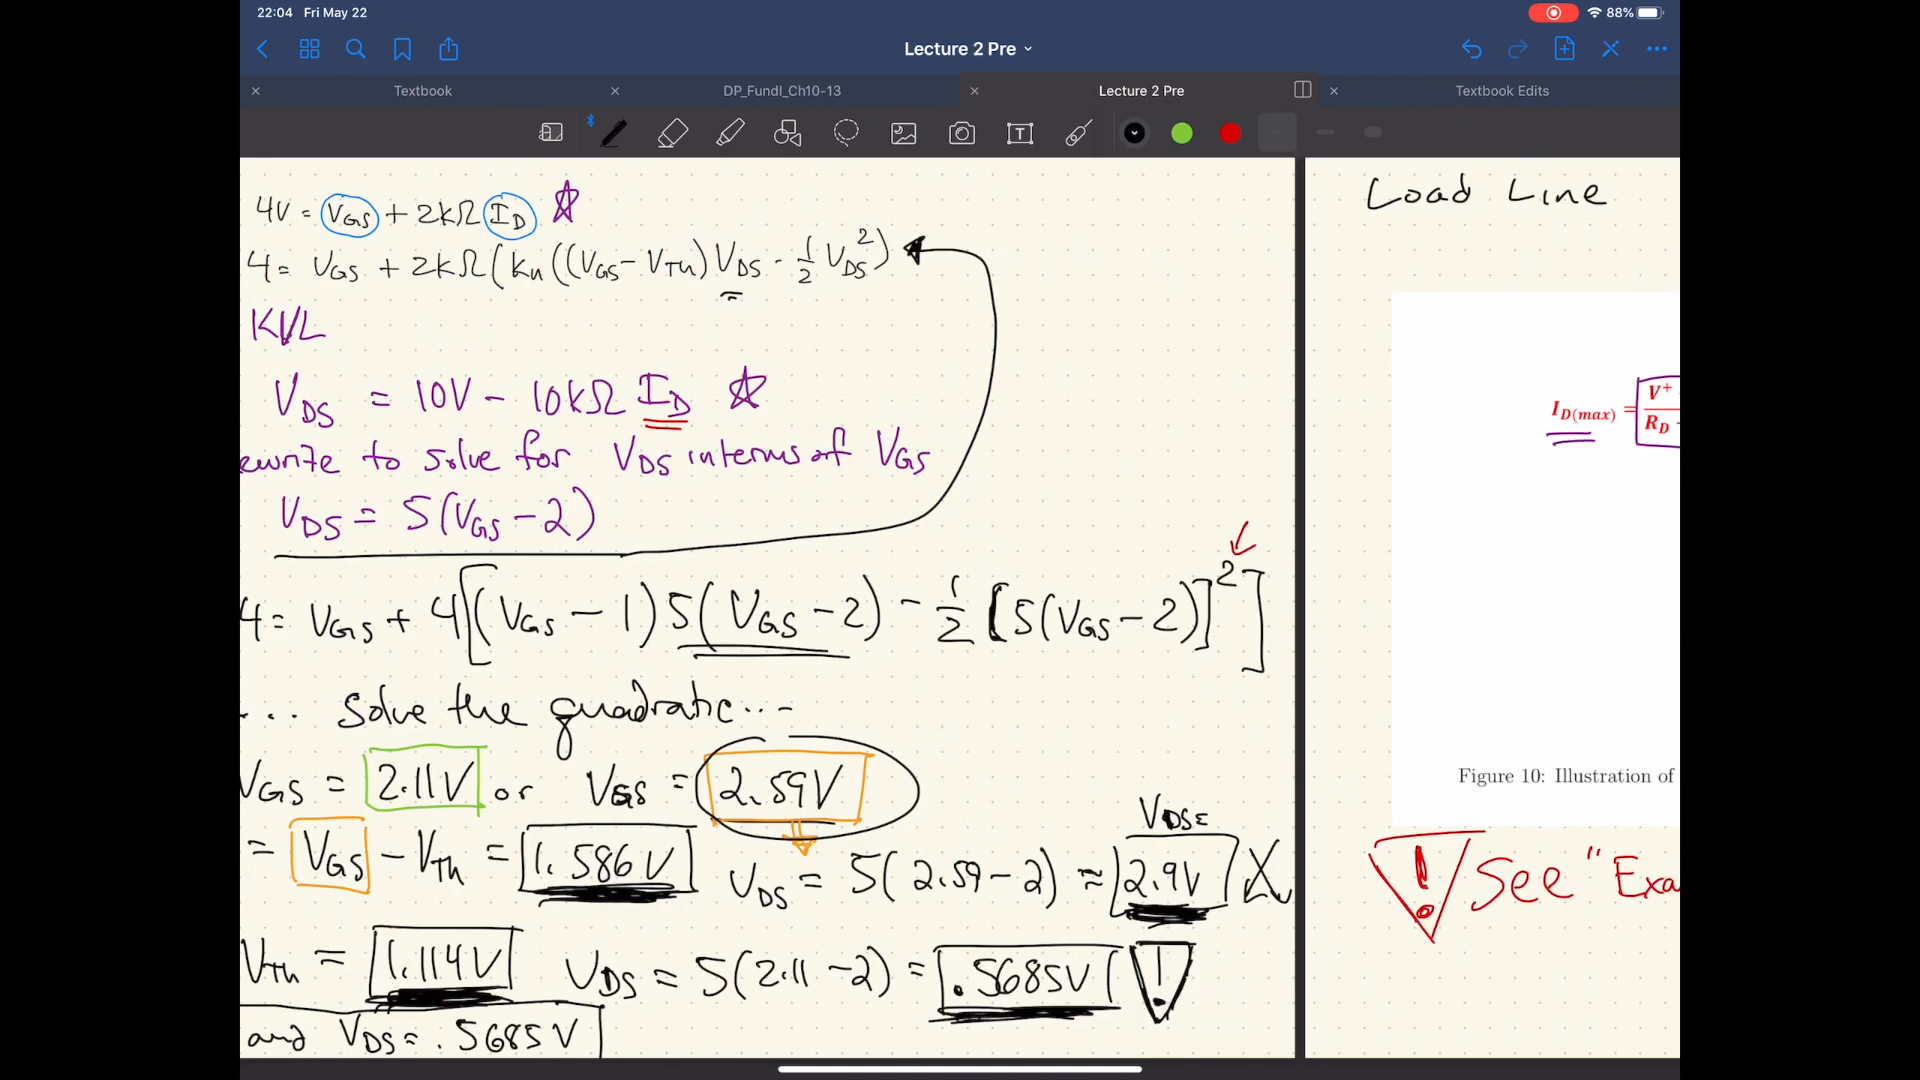 22:04 Fri May 22
88%
Lecture 2 Pre
Textbook
DP_FundI_Ch10-13
Lecture 2 Pre
Textbook Edits
4V = VGS + 2kΩ ID
4 = VGS + 2kΩ(kn((VGS - VTh)VDS - 1/2 VDS²)
KVL
VDS = 10V - 10kΩ ID
ewrite to solve for VDS in terms of VGS
VDS = 5(VGS - 2)
4 = VGS + 4[(VGS - 1)5(VGS - 2) - 1/2 [5(VGS - 2)]²]
... solve the quadratic...
VGS = 2.11V or VGS = 2.59V
= VGS - VTh = 1.586V
VDS = 5(2.59 - 2) ≈ 2.9V
VDS =
VTh = 1.114V VDS = 5(2.11 - 2) = .5685V !
and VDS = .5685V
Load Line
ID(max) = V⁺ / RD
Figure 10: Illustration of
! See "Exa